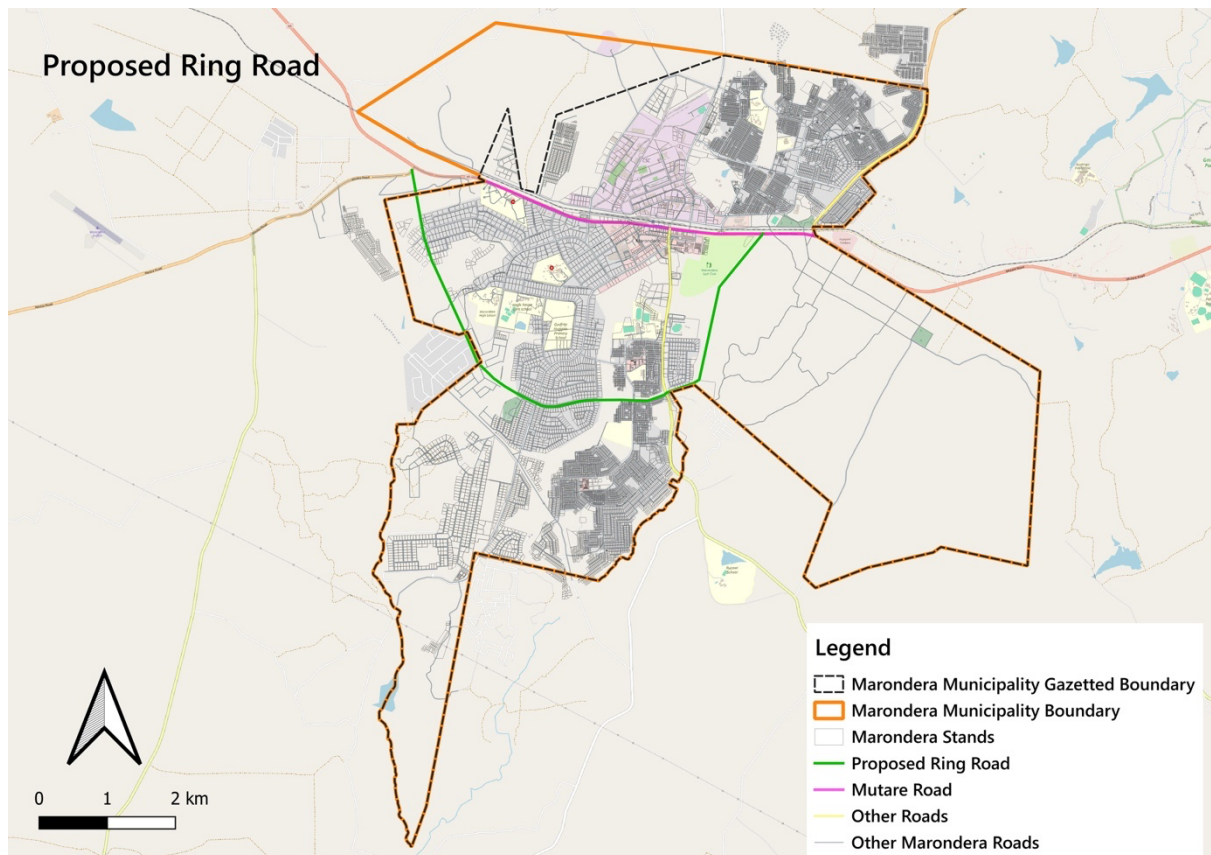 Proposed Ring Road
0 1 2 km
Legend
Marondera Municipality Gazetted Boundary
Marondera Municipality Boundary
Marondera Stands
Proposed Ring Road
Mutare Road
Other Roads
Other Marondera Roads